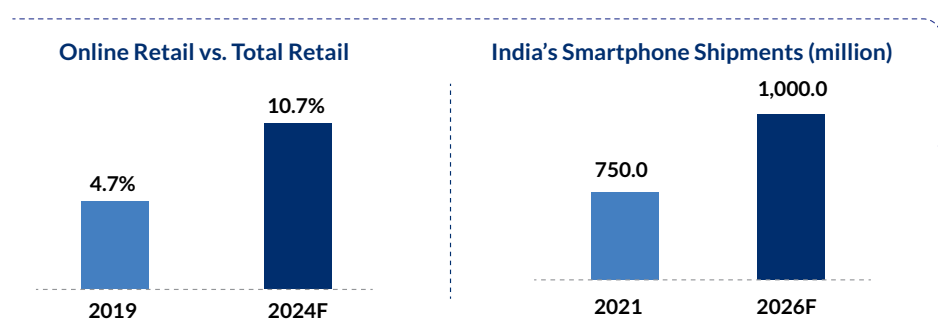 Online Retail vs. Total Retail
10.7%
4.7%
2019 2024F
India's Smartphone Shipments (million)
1,000.0
750.0
2021 2026F